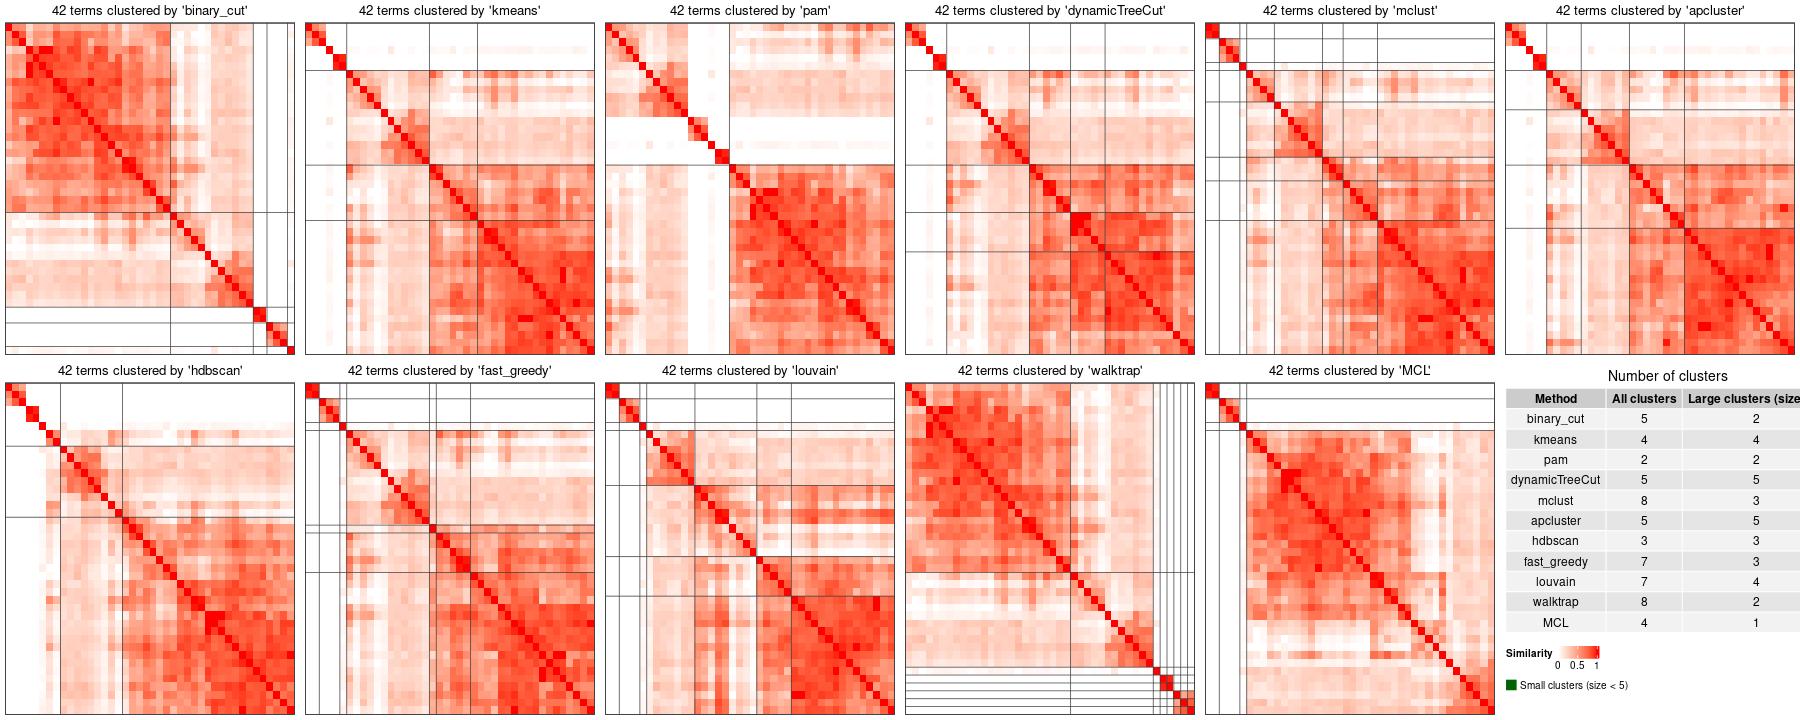 42 terms clustered by 'binary_cut'
42 terms clustered by 'kmeans'
42 terms clustered by 'pam'
42 terms clustered by 'dynamicTreeCut'
42 terms clustered by 'mclust'
42 terms clustered by 'apcluster'
42 terms clustered by 'hdbscan'
42 terms clustered by 'fast_greedy'
42 terms clustered by 'louvain'
42 terms clustered by 'walktrap'
42 terms clustered by 'MCL'
Number of clusters
Method All clusters Large clusters (size
binary_cut 5 2
kmeans 4 4
pam 2 2
dynamicTreeCut 5 5
mclust 8 3
apcluster 5 5
hdbscan 3 3
fast_greedy 7 3
louvain 7 4
walktrap 8 2
MCL 4 1
Similarity
0 0.5 1
Small clusters (size < 5)